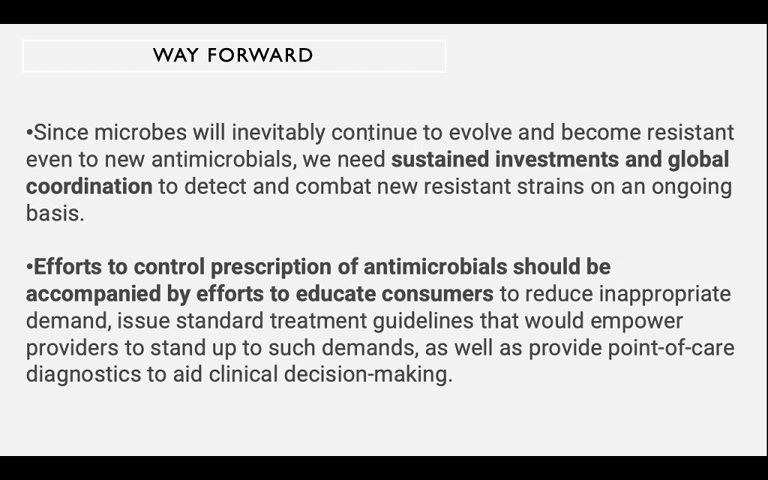 WAY FORWARD
•Since microbes will inevitably continue to evolve and become resistant
even to new antimicrobials, we need sustained investments and global
coordination to detect and combat new resistant strains on an ongoing
basis.
•Efforts to control prescription of antimicrobials should be
accompanied by efforts to educate consumers to reduce inappropriate
demand, issue standard treatment guidelines that would empower
providers to stand up to such demands, as well as provide point-of-care
diagnostics to aid clinical decision-making.